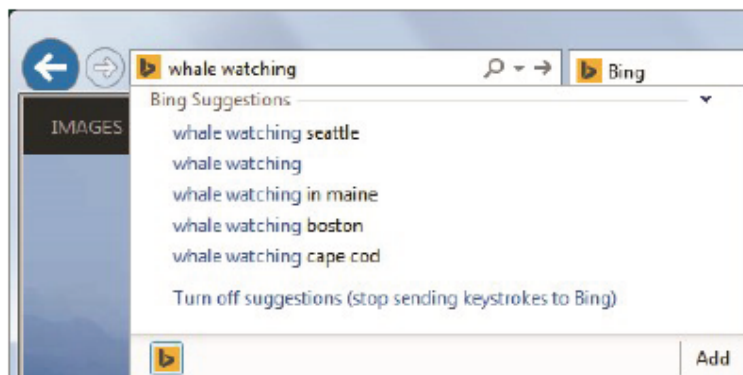 whale watching Bing
Bing Suggestions
IMAGES
whale watching seattle
whale watching
whale watching in maine
whale watching boston
whale watching cape cod
Turn off suggestions (stop sending keystrokes to Bing)
Add